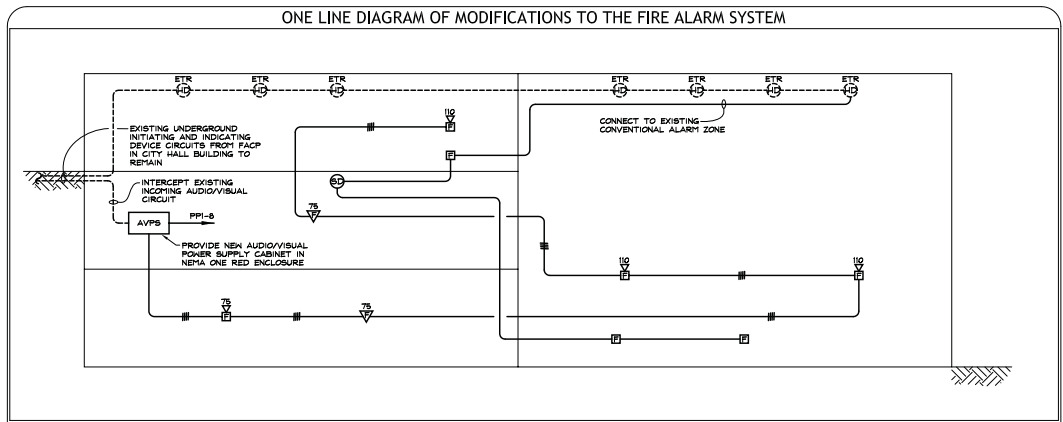 ONE LINE DIAGRAM OF MODIFICATIONS TO THE FIRE ALARM SYSTEM
ETR ETR ETR ETR ETR ETR ETR
HD HD HD HD HD HD HD
EXISTING UNDERGROUND
INITIATING AND INDICATING
DEVICE CIRCUITS FROM FACP
IN CITY HALL BUILDING TO
REMAIN
110
F
CONNECT TO EXISTING
CONVENTIONAL ALARM ZONE
F
INTERCEPT EXISTING
INCOMING AUDIO/VISUAL
CIRCUIT
SD
AVPS
PP1-8
75
F
PROVIDE NEW AUDIO/VISUAL
POWER SUPPLY CABINET IN
NEMA ONE RED ENCLOSURE
110
F
110
F
75
F
75
F
F
F